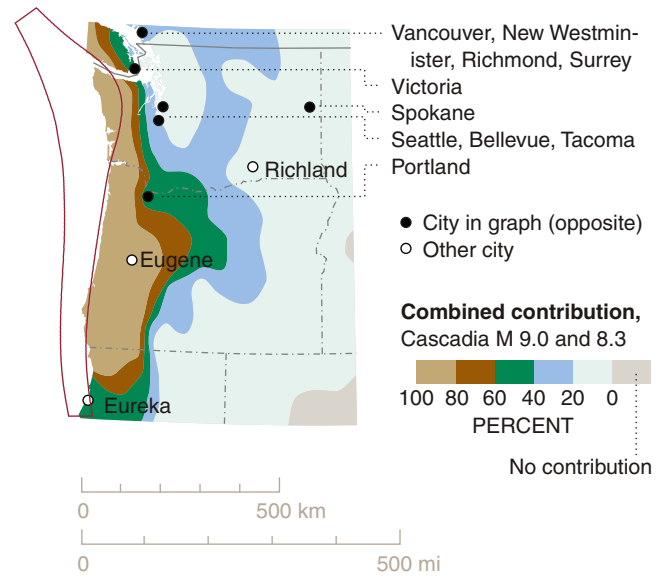 Vancouver, New Westmin-
ister, Richmond, Surrey
Victoria
Spokane
Seattle, Bellevue, Tacoma
Portland
Richland
City in graph (opposite)
Other city
Eugene
Combined contribution,
Cascadia M 9.0 and 8.3
100 80 60 40 20 0
PERCENT
Eureka
No contribution
0 500 km
0 500 mi